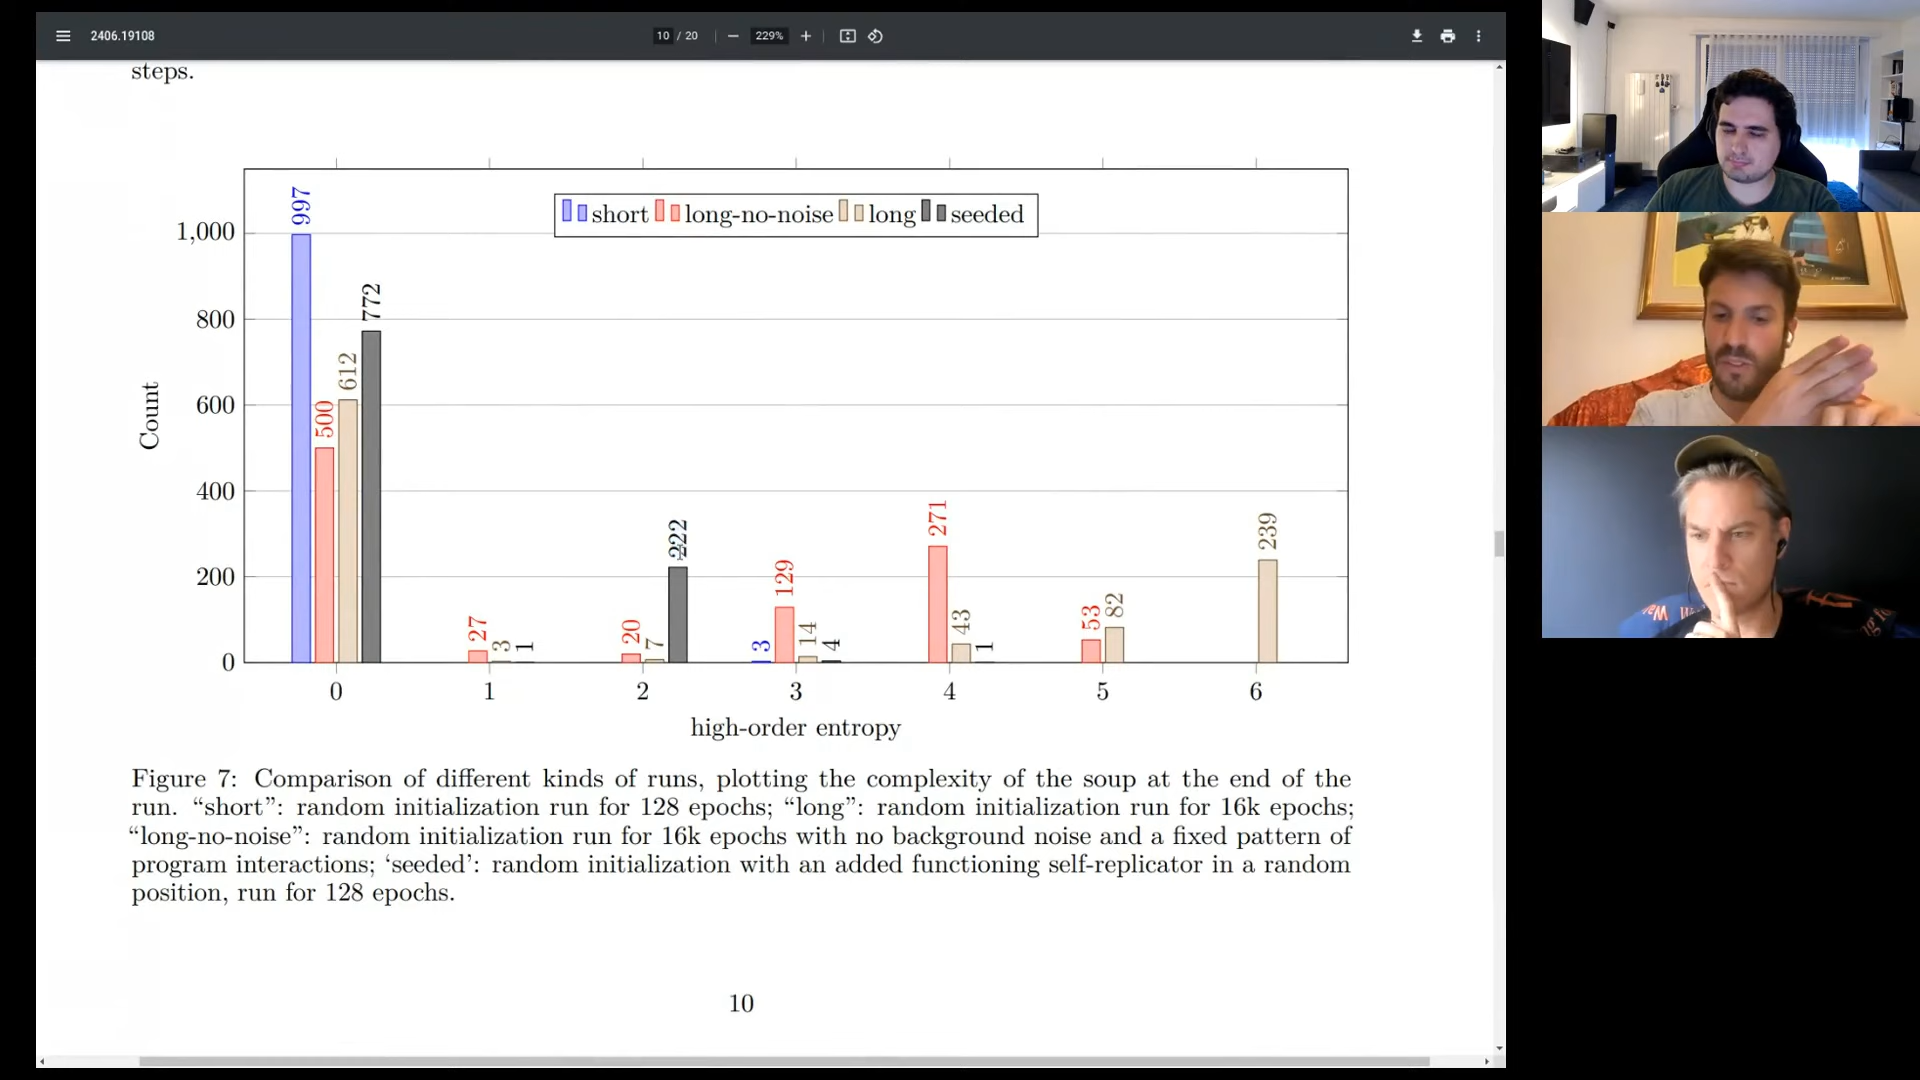 2406.19108
10 / 20
229%
steps.
short long-no-noise long seeded
1,000
800
600
400
200
0
Count
997
500
612
772
27
3
1
20
7
222
3
129
14
4
271
43
1
53
82
239
0 1 2 3 4 5 6
high-order entropy
Figure 7: Comparison of different kinds of runs, plotting the complexity of the soup at the end of the
run. “short”: random initialization run for 128 epochs; “long”: random initialization run for 16k epochs;
“long-no-noise”: random initialization run for 16k epochs with no background noise and a fixed pattern of
program interactions; ‘seeded’: random initialization with an added functioning self-replicator in a random
position, run for 128 epochs.
10